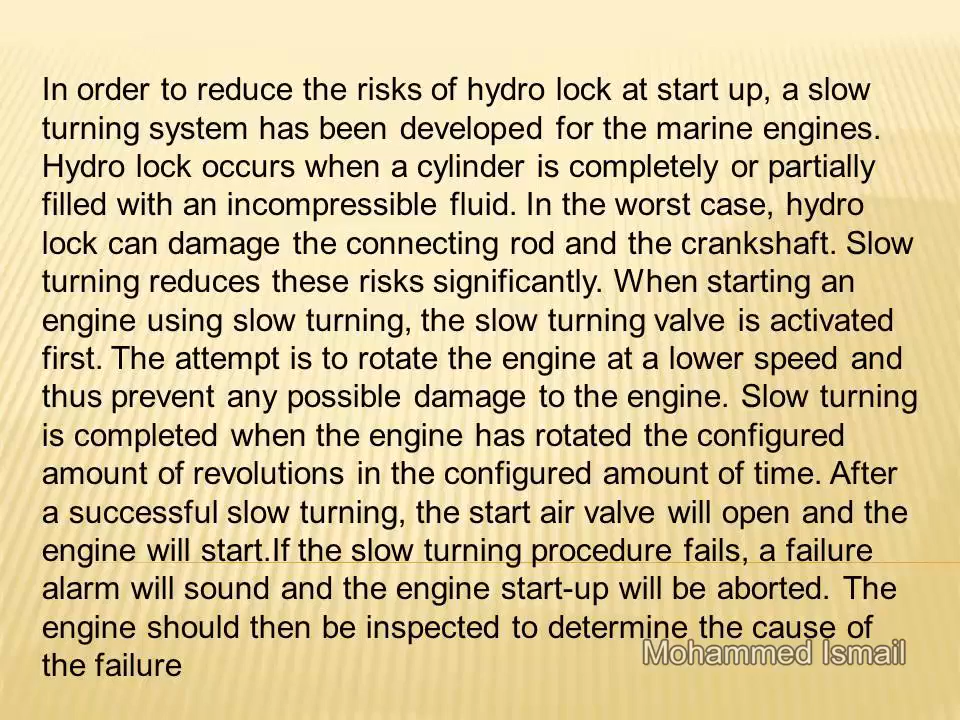 In order to reduce the risks of hydro lock at start up, a slow
turning system has been developed for the marine engines.
Hydro lock occurs when a cylinder is completely or partially
filled with an incompressible fluid. In the worst case, hydro
lock can damage the connecting rod and the crankshaft. Slow
turning reduces these risks significantly. When starting an
engine using slow turning, the slow turning valve is activated
first. The attempt is to rotate the engine at a lower speed and
thus prevent any possible damage to the engine. Slow turning
is completed when the engine has rotated the configured
amount of revolutions in the configured amount of time. After
a successful slow turning, the start air valve will open and the
engine will start.If the slow turning procedure fails, a failure
alarm will sound and the engine start-up will be aborted. The
engine should then be inspected to determine the cause of
the failure
Mohammed Ismail